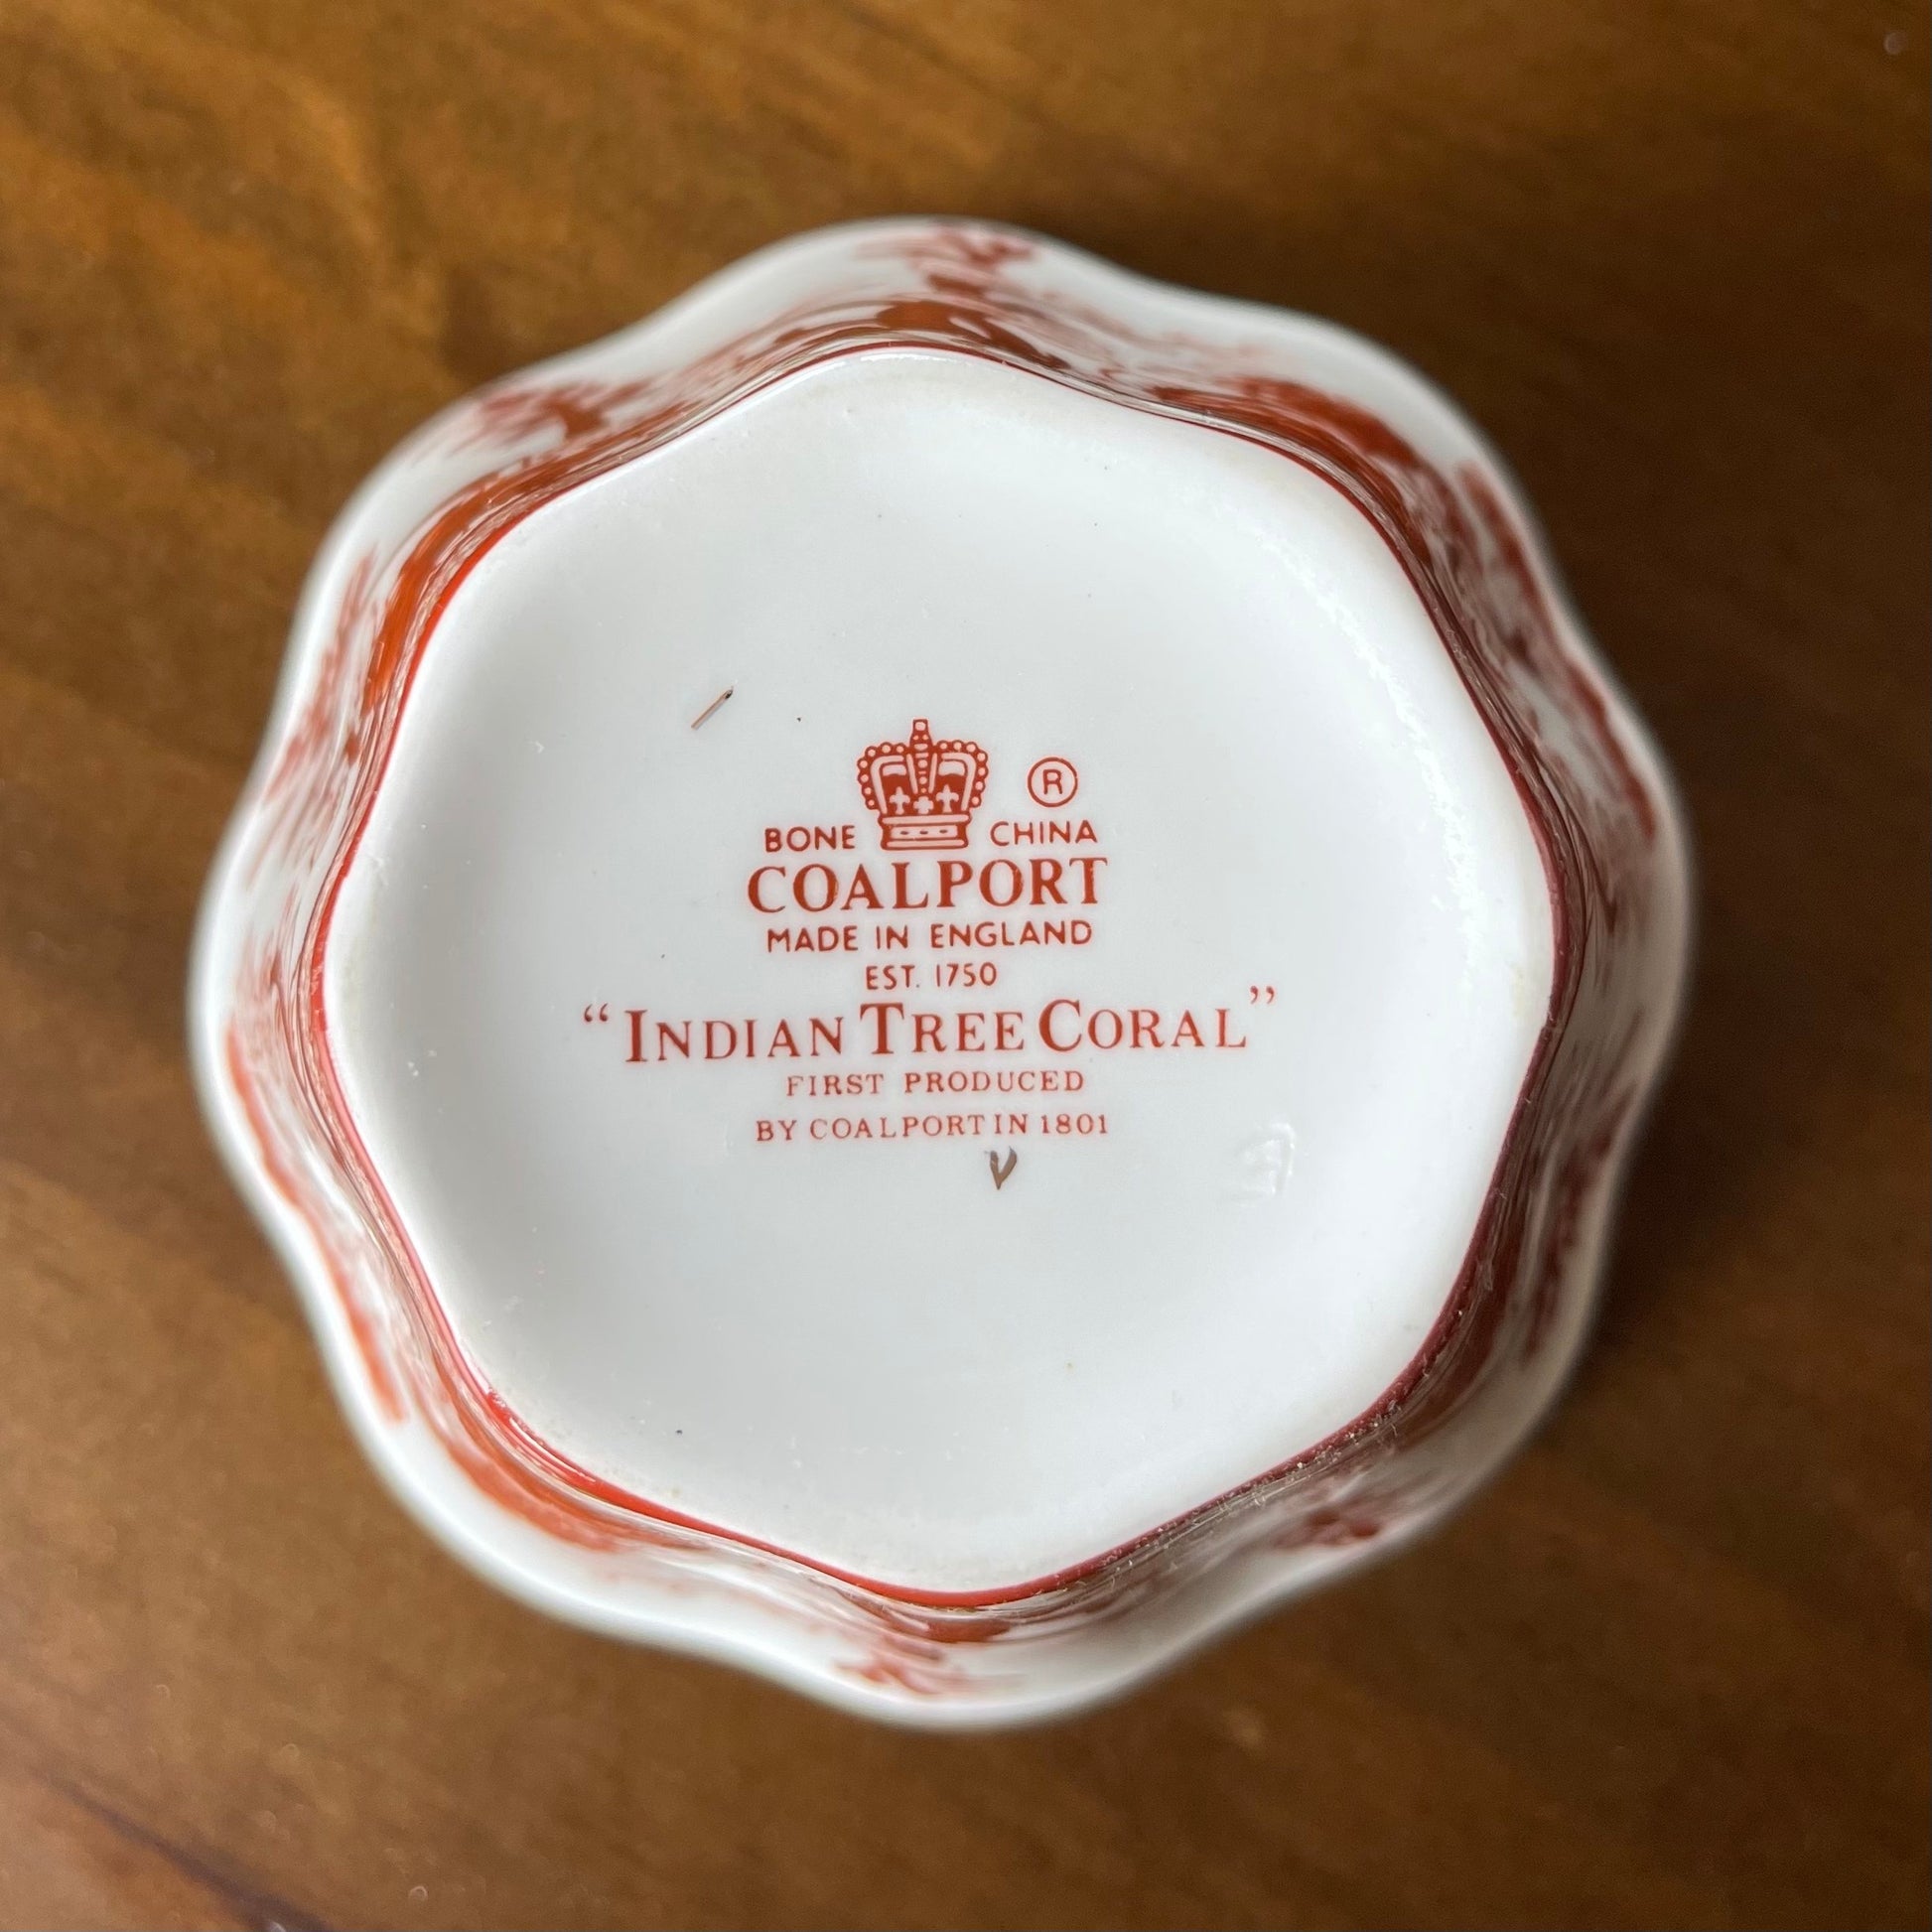 ®
BONE CHINA
COALPORT
MADE IN ENGLAND
EST. 1750
“INDIAN TREE CORAL”
FIRST PRODUCED
BY COALPORT IN 1801
V